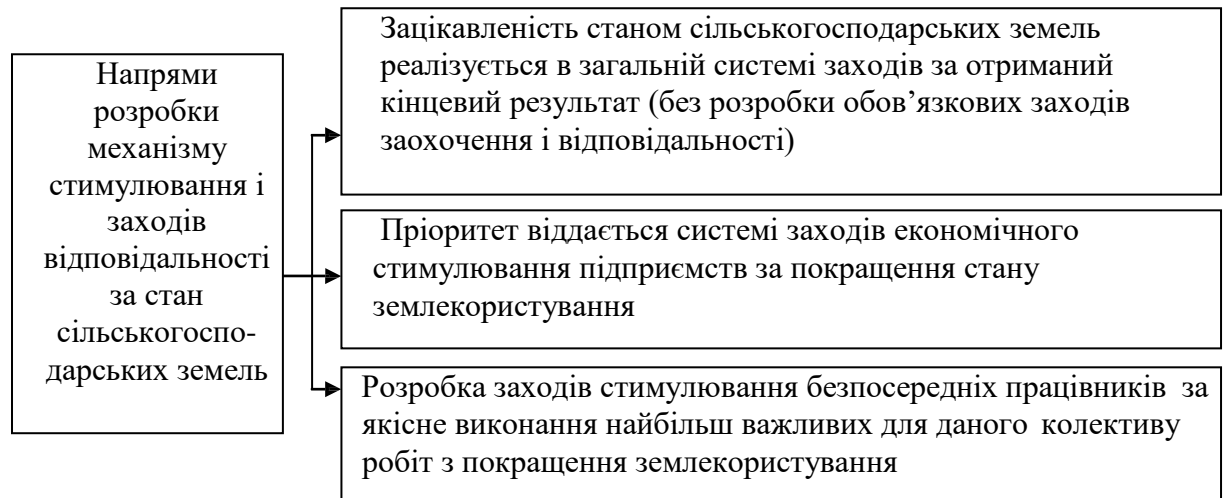 Напрями
розробки
механізму
стимулювання і
заходів
відповідальності
за стан
сільськогоспо-
дарських земель
Зацікавленість станом сільськогосподарських земель
реалізується в загальній системі заходів за отриманий
кінцевий результат (без розробки обов’язкових заходів
заохочення і відповідальності)
Пріоритет віддається системі заходів економічного
стимулювання підприємств за покращення стану
землекористування
Розробка заходів стимулювання безпосередніх працівників за
якісне виконання найбільш важливих для даного колективу
робіт з покращення землекористування